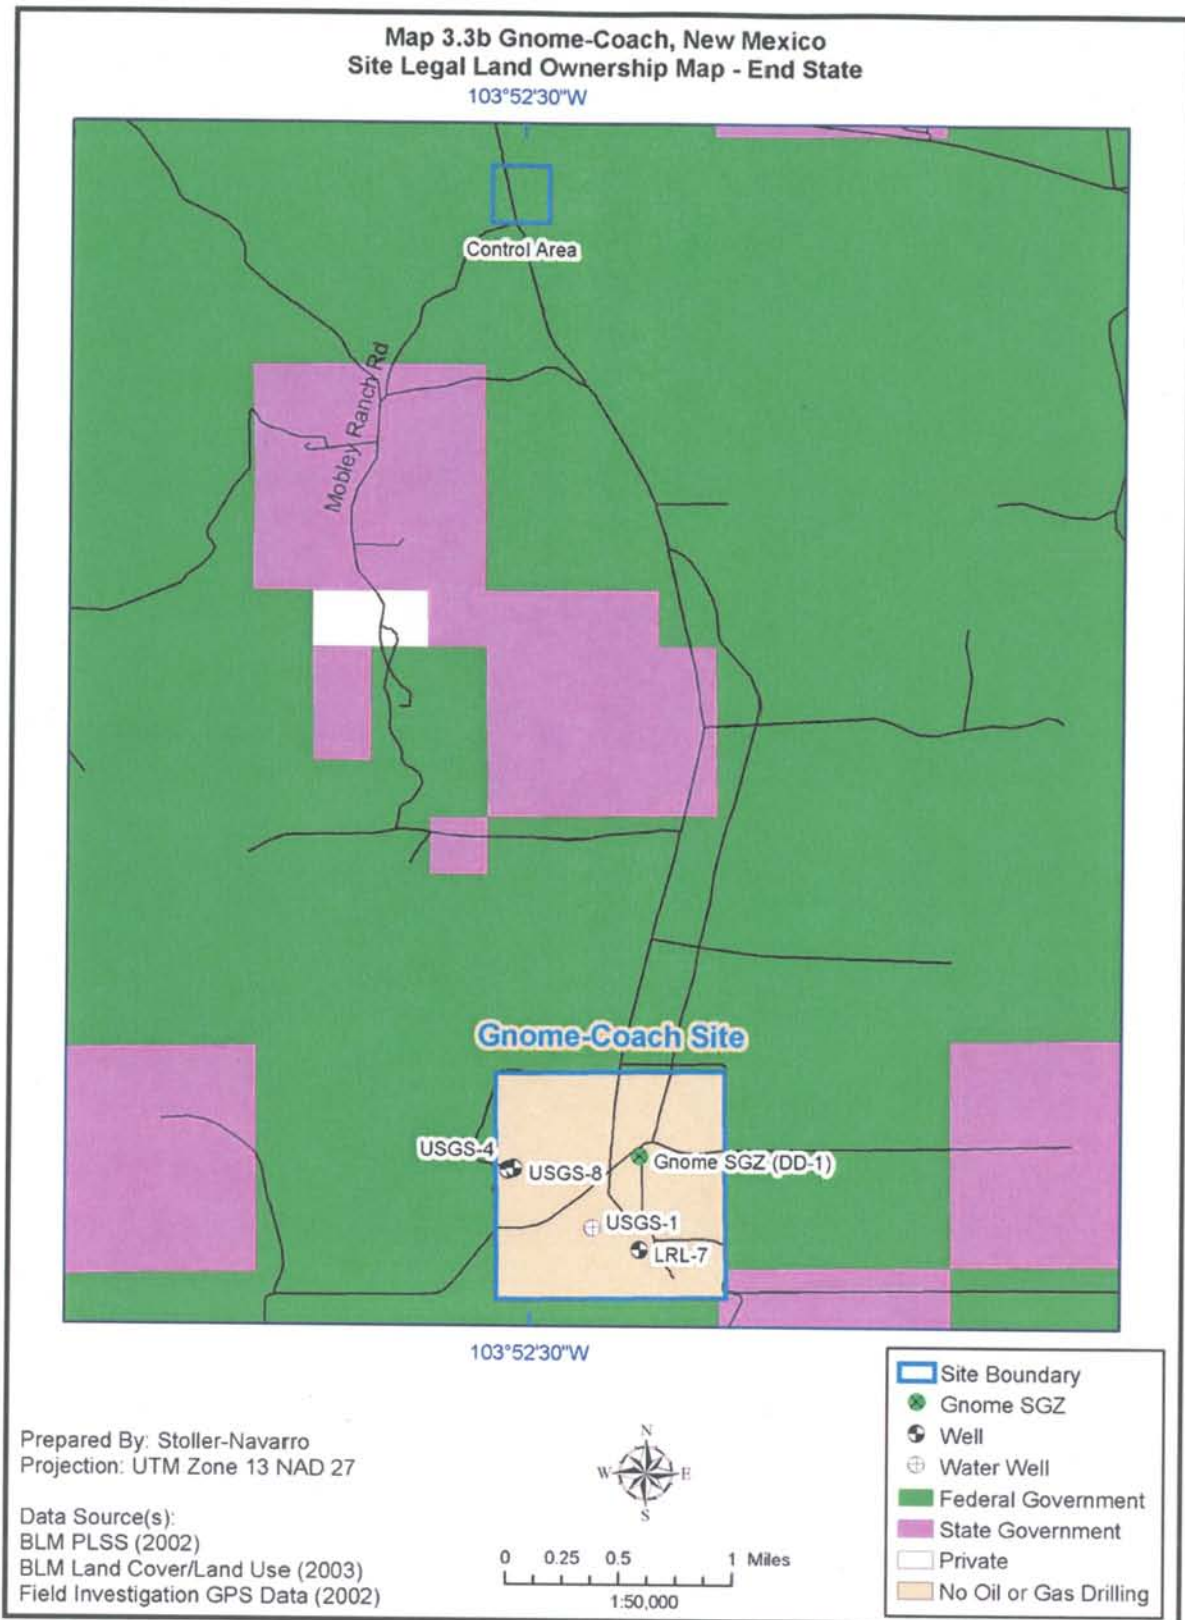 Map 3.3b Gnome-Coach, New Mexico
Site Legal Land Ownership Map - End State
103°52'30"W
Control Area
Mobley Ranch Rd
Gnome-Coach Site
USGS-4
USGS-8
Gnome SGZ (DD-1)
USGS-1
LRL-7
103°52'30"W
Site Boundary
Gnome SGZ
Well
Water Well
Federal Government
State Government
Private
No Oil or Gas Drilling
Prepared By: Stoller-Navarro
Projection: UTM Zone 13 NAD 27
Data Source(s):
BLM PLSS (2002)
BLM Land Cover/Land Use (2003)
Field Investigation GPS Data (2002)
N
W E
S
0 0.25 0.5 1 Miles
1:50,000